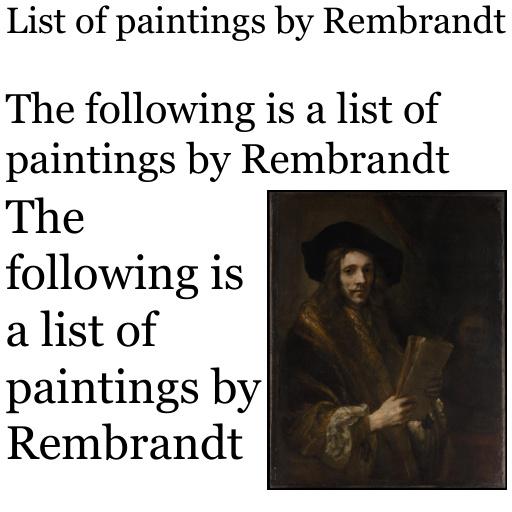 List of paintings by Rembrandt
The following is a list of
paintings by Rembrandt
The
following is
a list of
paintings by
Rembrandt